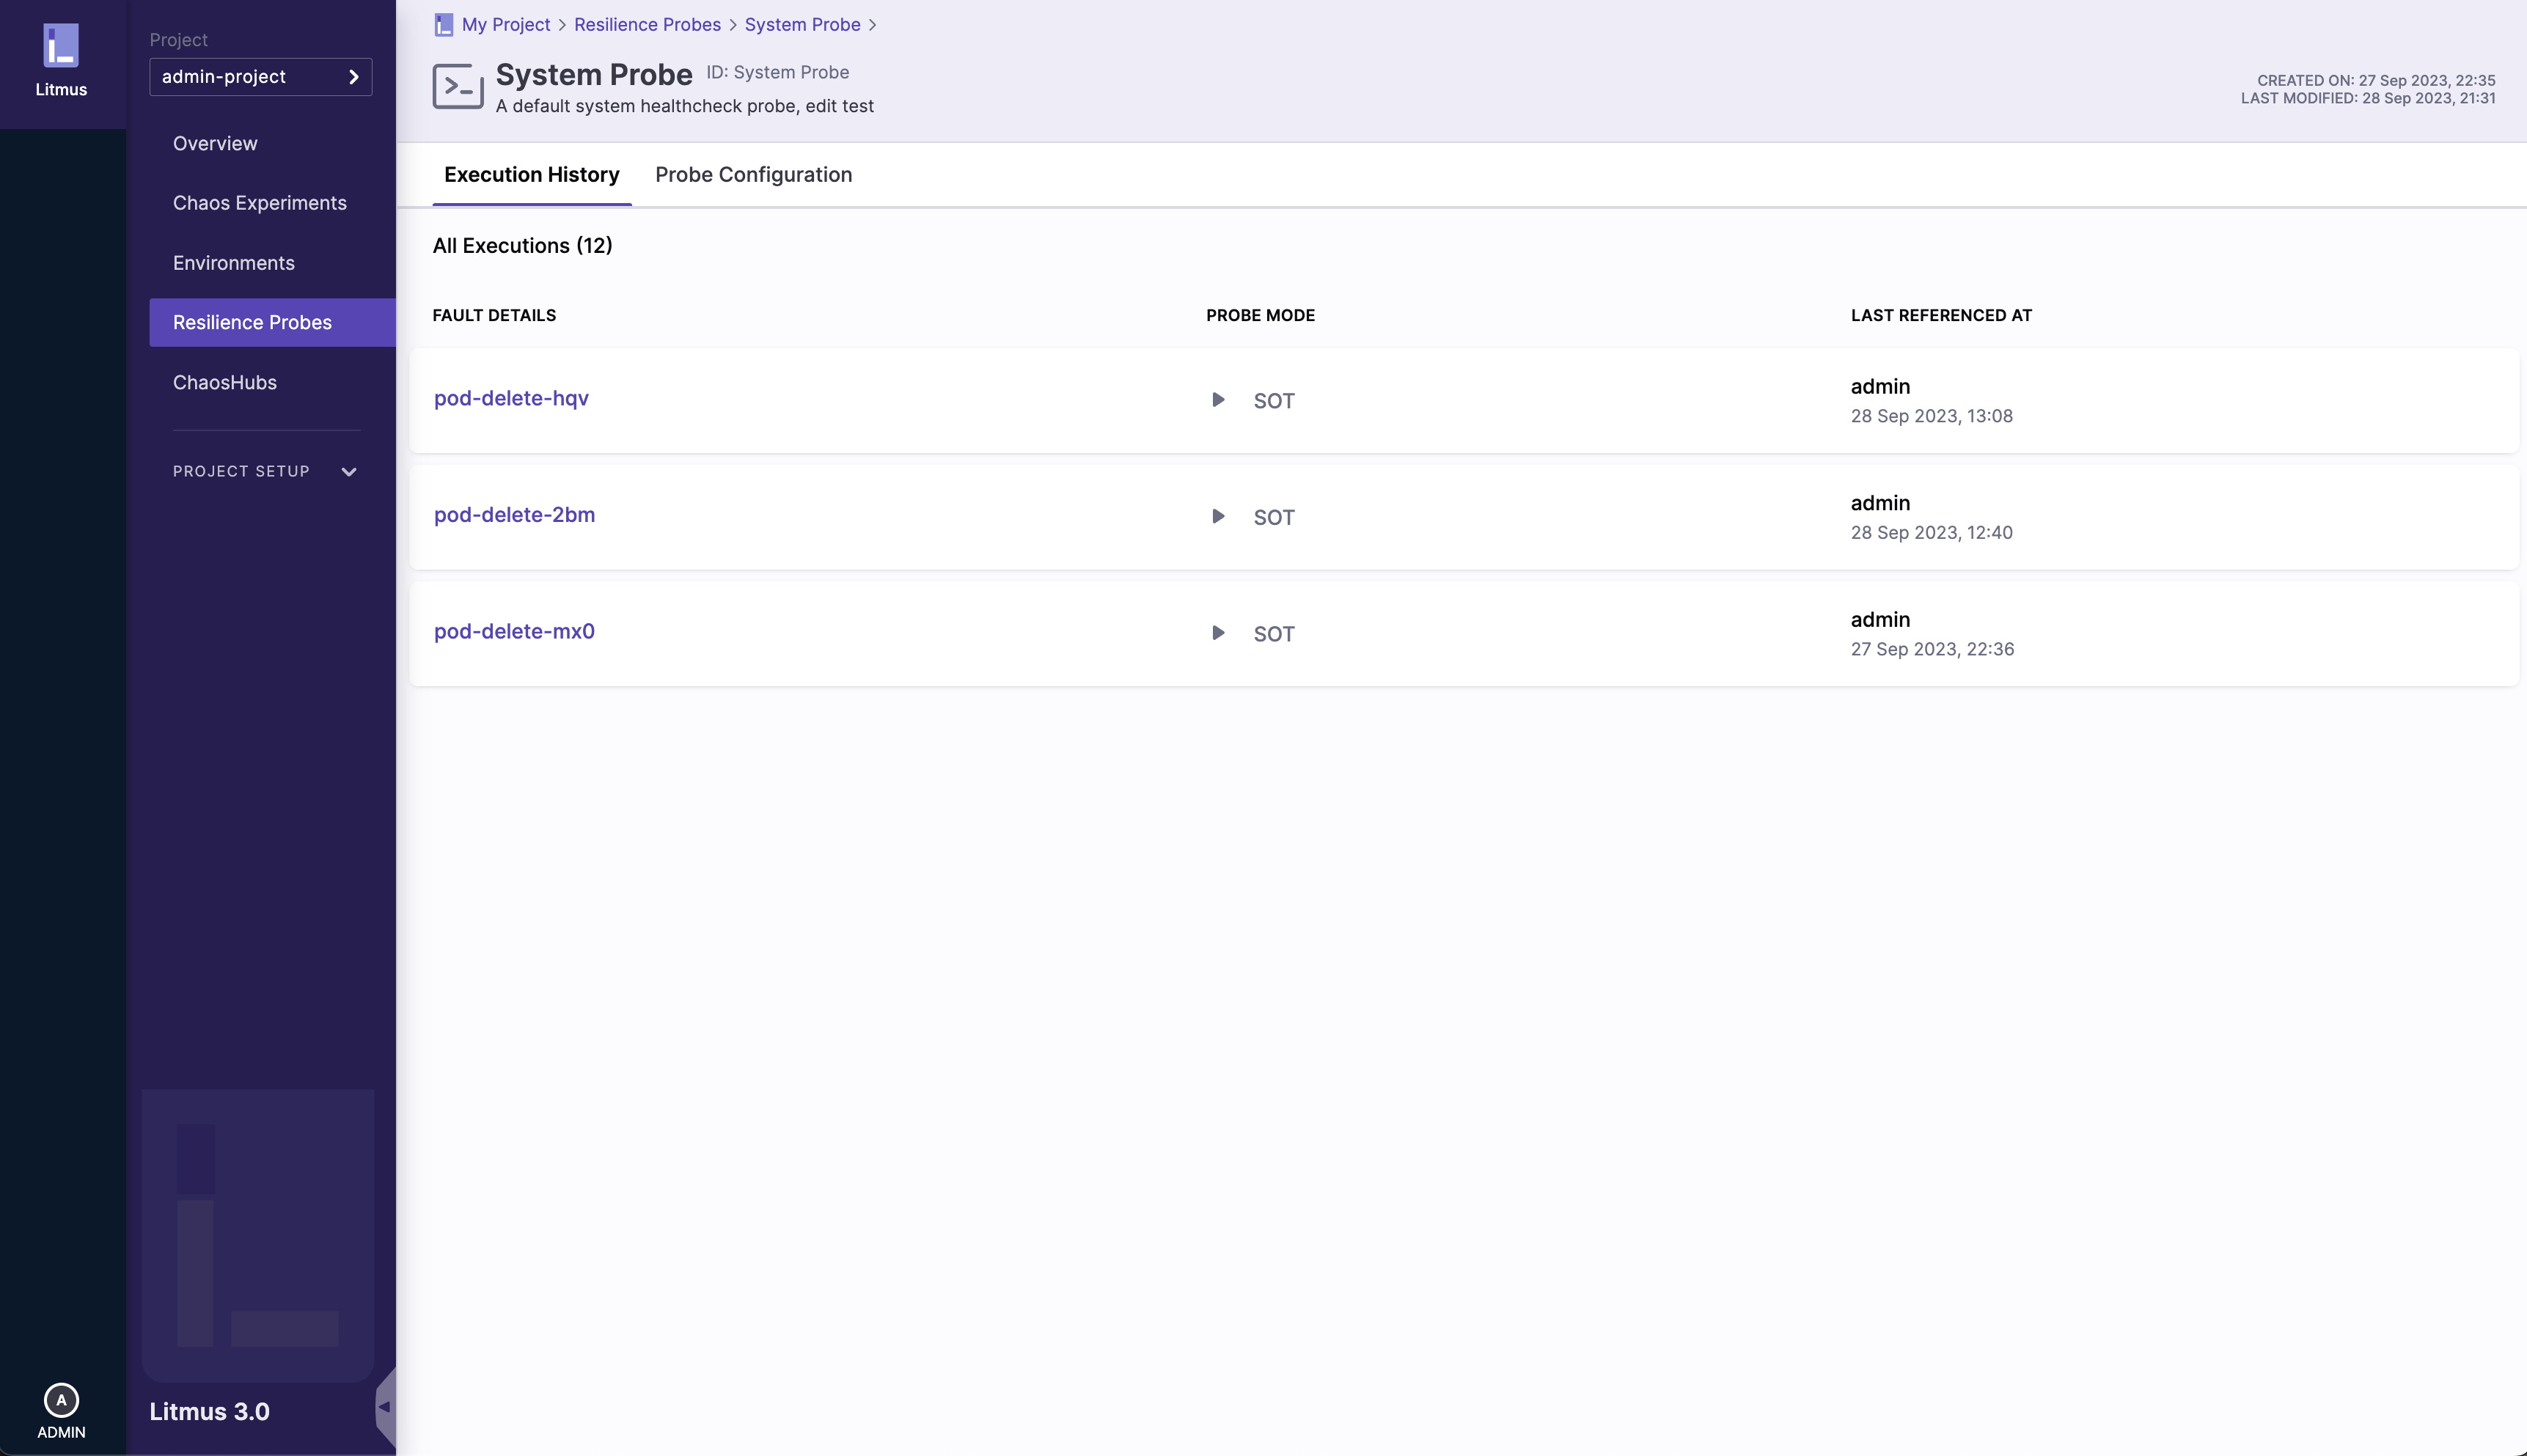 Litmus
Project
admin-project
Overview
Chaos Experiments
Environments
Resilience Probes
ChaosHubs
PROJECT SETUP
Litmus 3.0
A
ADMIN
My Project > Resilience Probes > System Probe >
System Probe ID: System Probe
A default system healthcheck probe, edit test
CREATED ON: 27 Sep 2023, 22:35
LAST MODIFIED: 28 Sep 2023, 21:31
Execution History Probe Configuration
All Executions (12)
FAULT DETAILS PROBE MODE LAST REFERENCED AT
pod-delete-hqv SOT admin
28 Sep 2023, 13:08
pod-delete-2bm SOT admin
28 Sep 2023, 12:40
pod-delete-mx0 SOT admin
27 Sep 2023, 22:36